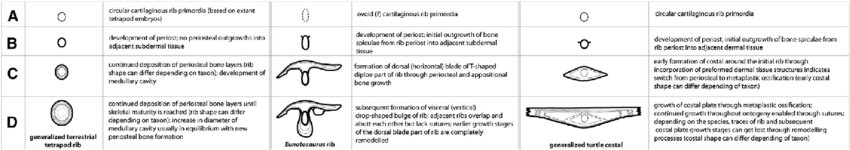 A
circular cartilaginous rib primordia (based on extant
tetrapod embryos)
ovoid (?) cartilaginous rib primordia
circular cartilaginous rib primordia
B
development of periost; no periosteal outgrowths into
adjacent subdermal tissue
development of periost; initial outgrowth of bone
spiculae from rib periost into adjacent subdermal
tissue
development of periost; initial outgrowth of bone spiculae from
rib periost into adjacent dermal tissue
C
continued deposition of periosteal bone layers (rib
shape can differ depending on taxon); development of
medullary cavity
formation of dorsal (horizontal) blade of T-shaped
diploe part of rib through periosteal and appositional
bone growth
early formation of costal around the initial rib through
incorporation of preformed dermal tissue structures indicates
switch from periosteal to metaplastic ossification (early costal
shape can differ depending of taxon)
D
generalized terrestrial
tetrapod rib
continued deposition of periosteal bone layers until
skeletal maturity is reached (rib shape can differ
depending on taxon); increase in diameter of
medullary cavity usually in equilibrium with new
periosteal bone formation
Eunotosaurus rib
subsequent formation of visceral (vertical)
drop-shaped bulge of rib; adjacent ribs overlap and
abutt each other but lack sutures; earlier growth stages
of the dorsal blade part of rib are completely
remodelled
generalized turtle costal
growth of costal plate through metaplastic ossification;
continued growth throughout ontogeny enabled through sutures;
depending on the species, traces of rib and subsequent
costal plate growth stages can get lost through remodelling
processes (costal shape can differ depending of taxon)